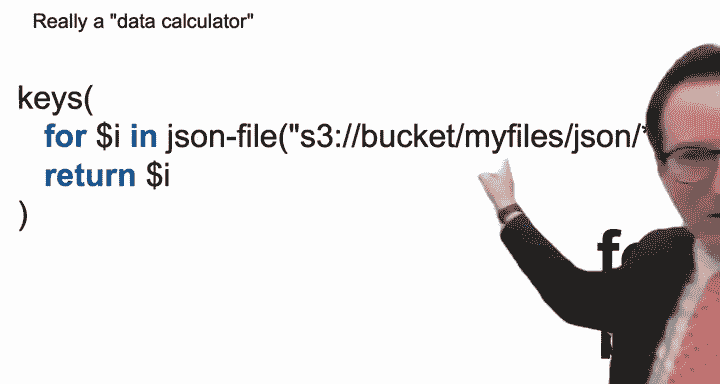 Really a "data calculator"
keys(
for $i in json-file("s3://bucket/myfiles/json/*
return $i
)